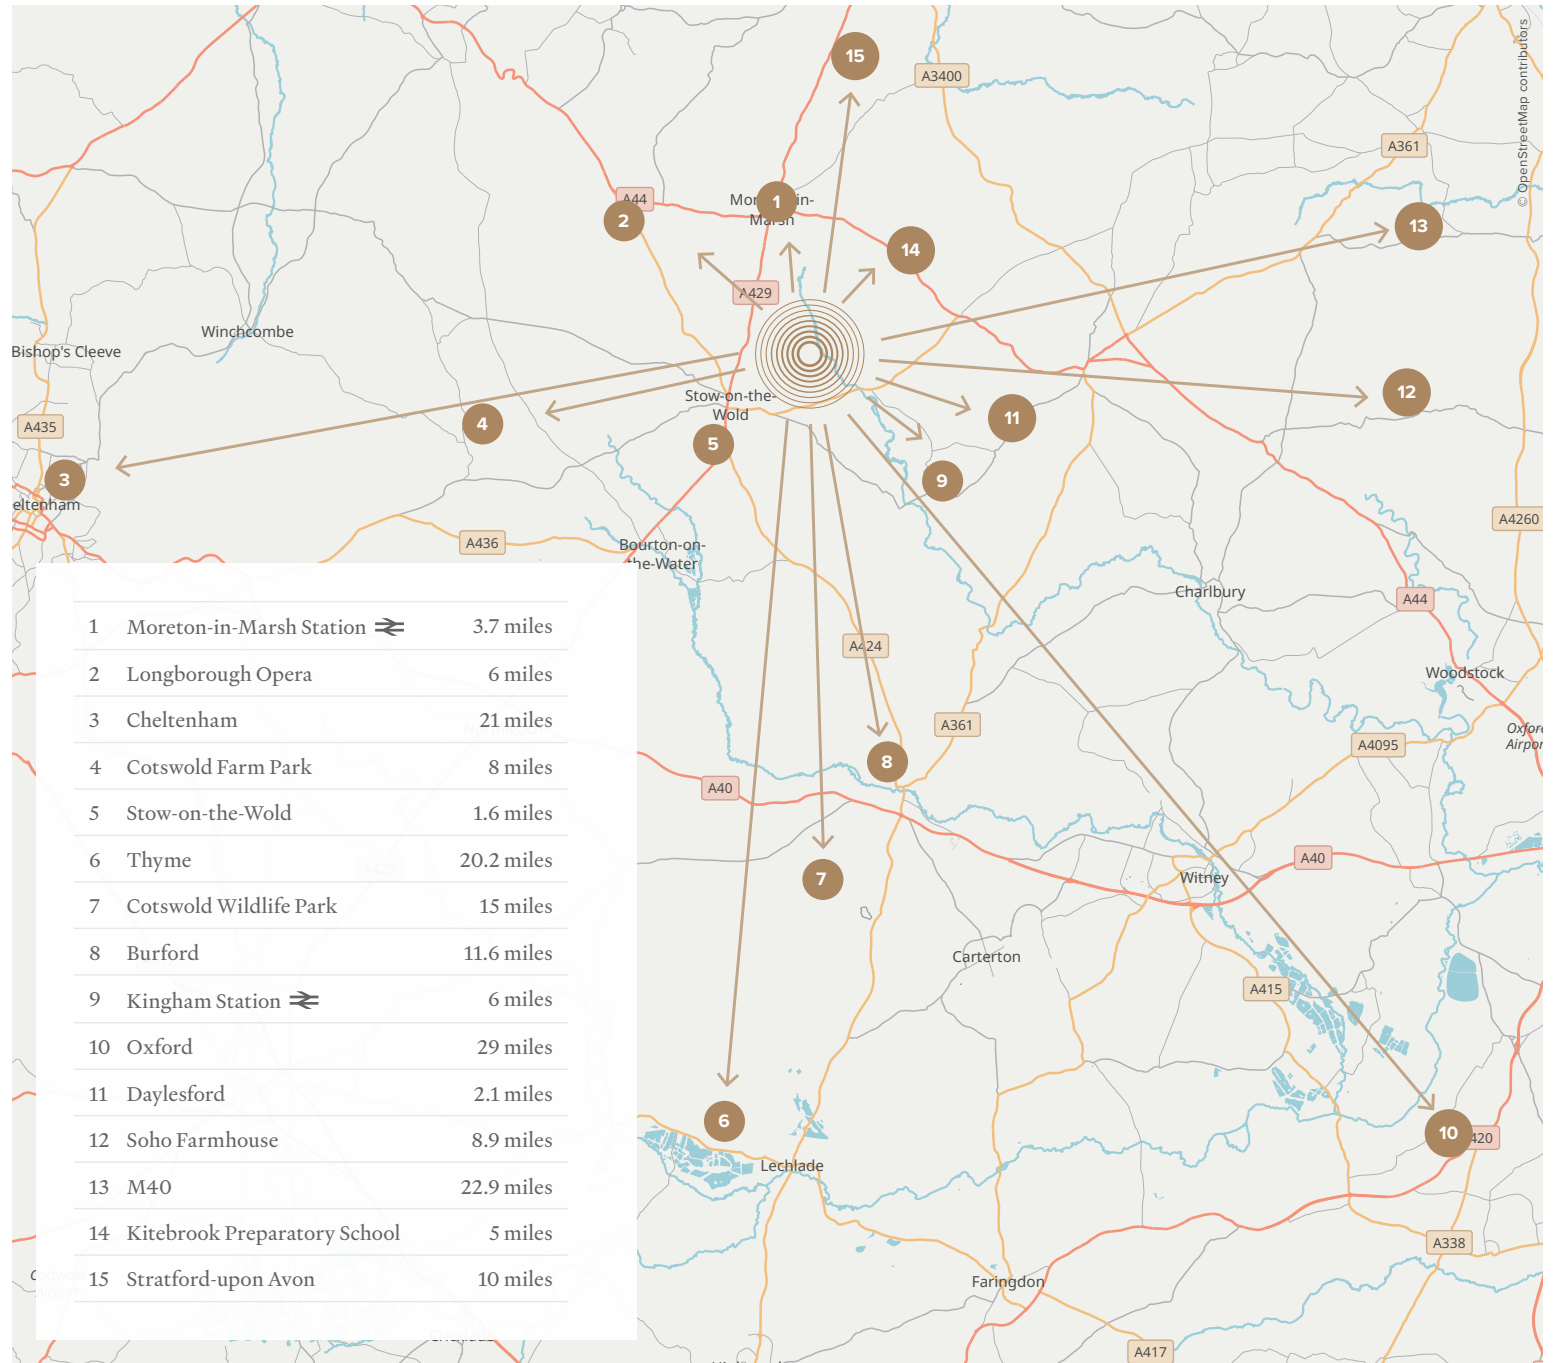 15
A3400
© OpenStreetMap contributors
A361
A44
1
2
Marsh
13
14
A429
Winchcombe
Bishop's Cleeve
12
Stow-on-the-
Wold
11
4
A435
5
3
9
eltenham
A4260
A436
Bourton-on-
the-Water
Charlbury
A44
1 Moreton-in-Marsh Station 3.7 miles
2 Longborough Opera 6 miles
3 Cheltenham 21 miles
4 Cotswold Farm Park 8 miles
5 Stow-on-the-Wold 1.6 miles
6 Thyme 20.2 miles
7 Cotswold Wildlife Park 15 miles
8 Burford 11.6 miles
9 Kingham Station 6 miles
10 Oxford 29 miles
11 Daylesford 2.1 miles
12 Soho Farmhouse 8.9 miles
13 M40 22.9 miles
14 Kitebrook Preparatory School 5 miles
15 Stratford-upon Avon 10 miles
A424
Woodstock
A361
A4095
8
A40
7
A40
Witney
Carterton
A415
6
10
420
Lechlade
A338
Faringdon
A417